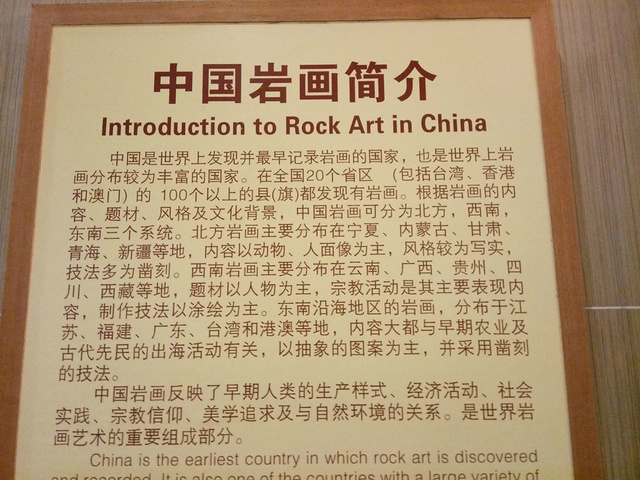 中国岩画简介
Introduction to Rock Art in China
中国是世界上发现并最早记录岩画的国家，也是世界上岩
画分布较为丰富的国家。在全国20个省区 (包括台湾、香港
和澳门) 的 100个以上的县(旗)都发现有岩画。根据岩画的内
容、题材、风格及文化背景，中国岩画可分为北方，西南，
东南三个系统。北方岩画主要分布在宁夏、内蒙古、甘肃、
青海、新疆等地，内容以动物、人面像为主，风格较为写实，
技法多为凿刻。西南岩画主要分布在云南、广西、贵州、四
川、西藏等地，题材以人物为主，宗教活动是其主要表现内
容，制作技法以涂绘为主。东南沿海地区的岩画，分布于江
苏、福建、广东、台湾和港澳等地，内容大都与早期农业及
古代先民的出海活动有关，以抽象的图案为主，并采用凿刻
的技法。
中国岩画反映了早期人类的生产样式、经济活动、社会
实践、宗教信仰、美学追求及与自然环境的关系。是世界岩
画艺术的重要组成部分。
China is the earliest country in which rock art is discovered
and recorded. It is also one of the countries with a large variety of